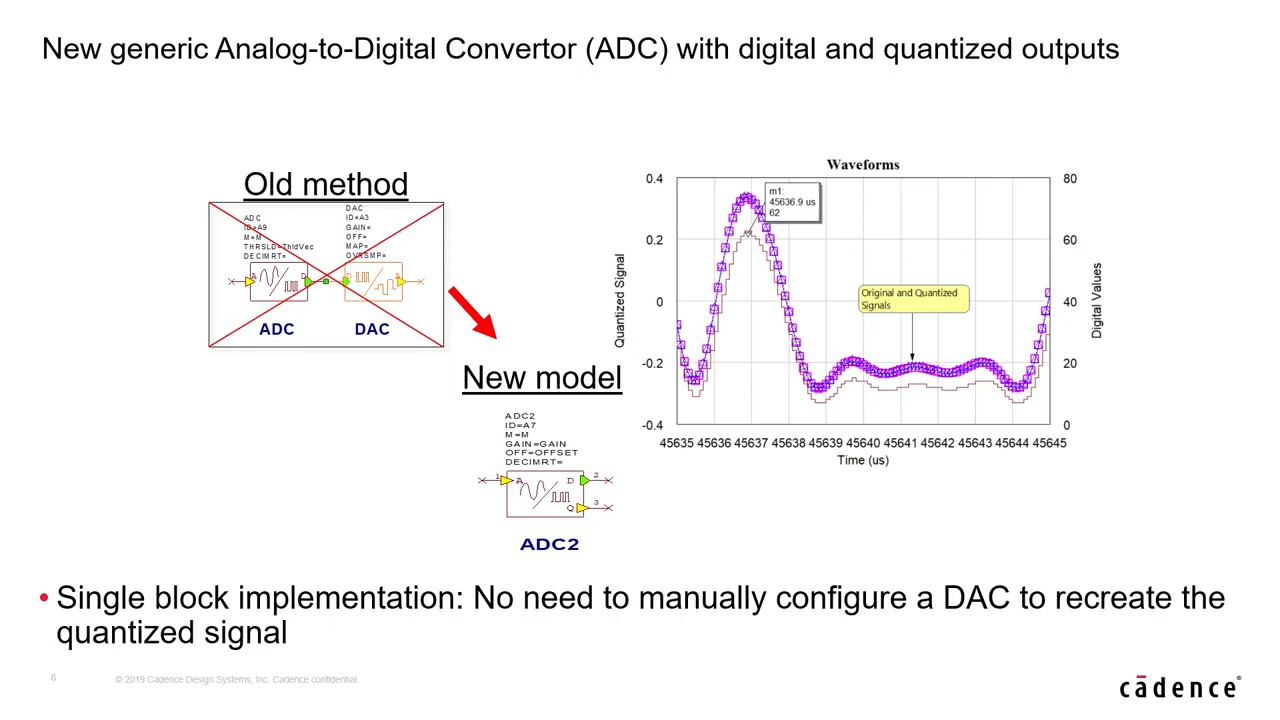 New generic Analog-to-Digital Convertor (ADC) with digital and quantized outputs
Old method
ADC
ID=A9
M=M
THRSLD=ThldVec
DECIMRT=
DAC
ID=A3
GAIN=
OFF=
MAP=
OVRSMP=
A
D
D
A
ADC
DAC
New model
ADC2
ID=A7
M=M
GAIN=GAIN
OFF=OFFSET
DECIMRT=
1
A
D
2
Q
3
ADC2
Waveforms
0.4
0.2
0
-0.2
-0.4
Quantized Signal
m1:
45636.9 us
62
Original and Quantized
Signals
80
60
40
20
0
Digital Values
45635 45636 45637 45638 45639 45640 45641 45642 45643 45644 45645
Time (us)
• Single block implementation: No need to manually configure a DAC to recreate the
quantized signal
8
© 2019 Cadence Design Systems, Inc. Cadence confidential.
cādence®